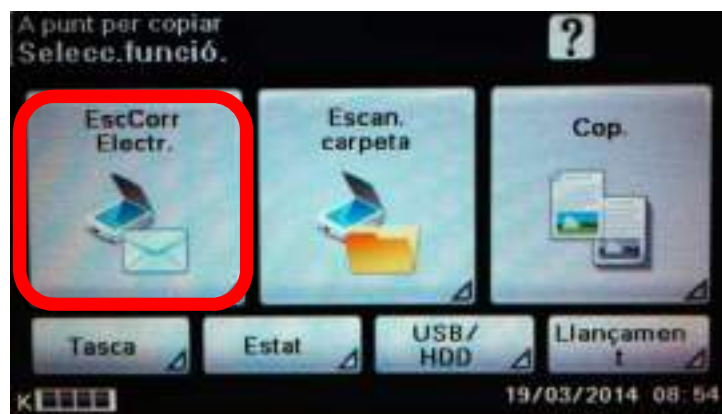 A punt per copiar
Selecc.funció.
?
EscCorr
Electr.
Escan.
carpeta
Cop.
Tasca
Estat
USB/
HDD
Llançamen
t
K
19/03/2014 08:54